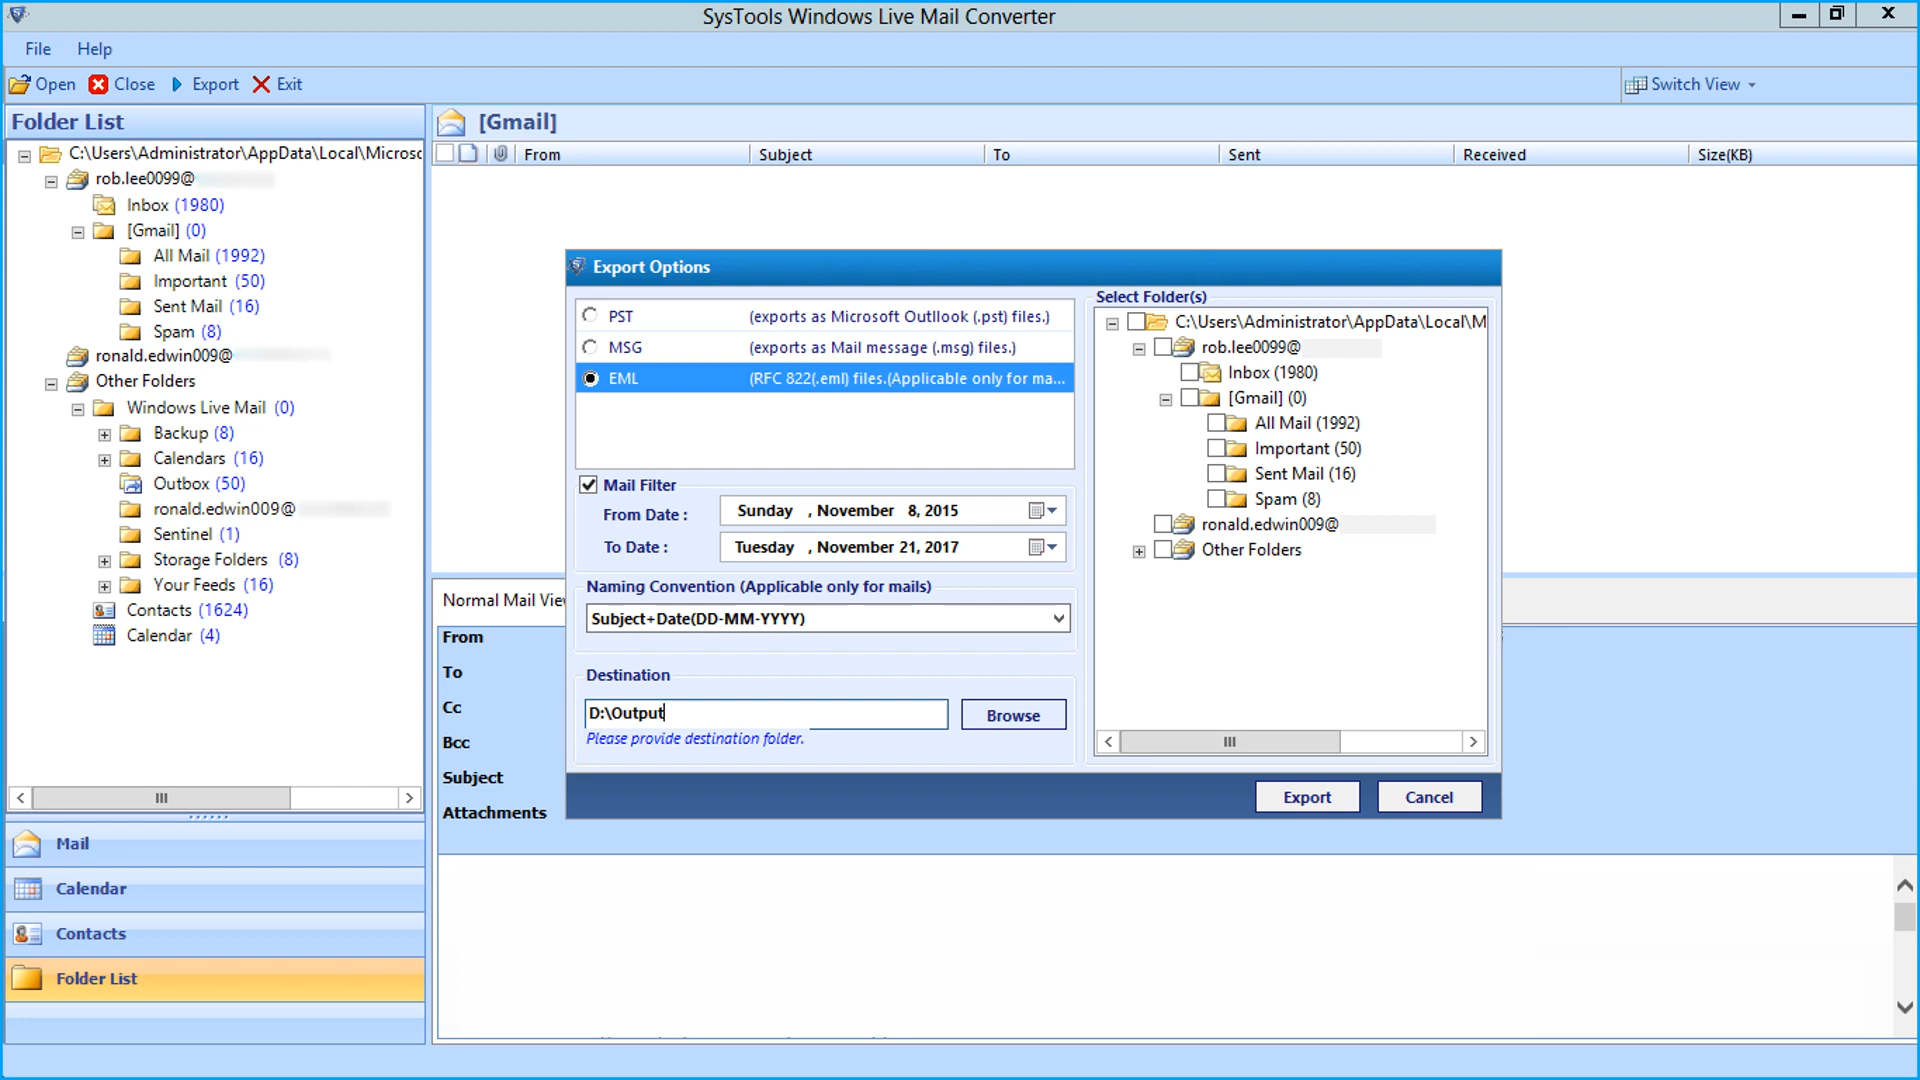 SysTools Windows Live Mail Converter
File Help
Open Close Export Exit Switch View
Folder List
C:\Users\Administrator\AppData\Local\Microsc
rob.lee0099@
Inbox (1980)
[Gmail] (0)
All Mail (1992)
Important (50)
Sent Mail (16)
Spam (8)
ronald.edwin009@
Other Folders
Windows Live Mail (0)
Backup (8)
Calendars (16)
Outbox (50)
ronald.edwin009@
Sentinel (1)
Storage Folders (8)
Your Feeds (16)
Contacts (1624)
Calendar (4)
Mail
Calendar
Contacts
Folder List
[Gmail]
From Subject To Sent Received Size(KB)
Normal Mail Vie
From
To
Cc
Bcc
Subject
Attachments
Export Options
PST (exports as Microsoft Outllook (.pst) files.)
MSG (exports as Mail message (.msg) files.)
EML (RFC 822(.eml) files.(Applicable only for ma...
Mail Filter
From Date : Sunday , November 8, 2015
To Date : Tuesday , November 21, 2017
Naming Convention (Applicable only for mails)
Subject+Date(DD-MM-YYYY)
Destination
D:\Output
Browse
Please provide destination folder.
Select Folder(s)
C:\Users\Administrator\AppData\Local\M
rob.lee0099@
Inbox (1980)
[Gmail] (0)
All Mail (1992)
Important (50)
Sent Mail (16)
Spam (8)
ronald.edwin009@
Other Folders
Export Cancel